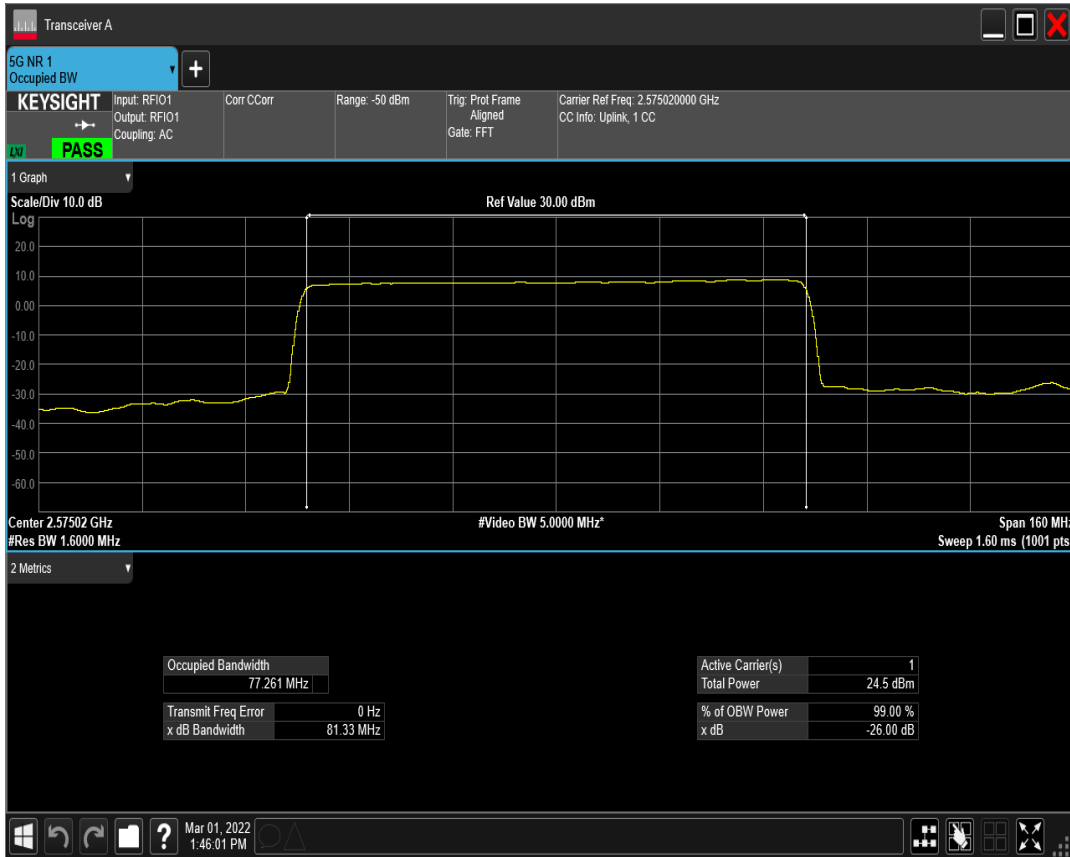 Transceiver A
5G NR 1
Occupied BW
+
KEYSIGHT
LXI
PASS
Input: RFIO1
Output: RFIO1
Coupling: AC
Corr CCorr
Range: -50 dBm
Trig: Prot Frame
Aligned
Gate: FFT
Carrier Ref Freq: 2.575020000 GHz
CC Info: Uplink, 1 CC
1 Graph
Scale/Div 10.0 dB
Ref Value 30.00 dBm
Log
20.0
10.0
0.00
-10.0
-20.0
-30.0
-40.0
-50.0
-60.0
Center 2.57502 GHz
#Video BW 5.0000 MHz*
Span 160 MHz
#Res BW 1.6000 MHz
Sweep 1.60 ms (1001 pts
2 Metrics
Occupied Bandwidth
77.261 MHz
Transmit Freq Error 0 Hz
x dB Bandwidth 81.33 MHz
Active Carrier(s) 1
Total Power 24.5 dBm
% of OBW Power 99.00 %
x dB -26.00 dB
?
Mar 01, 2022
1:46:01 PM